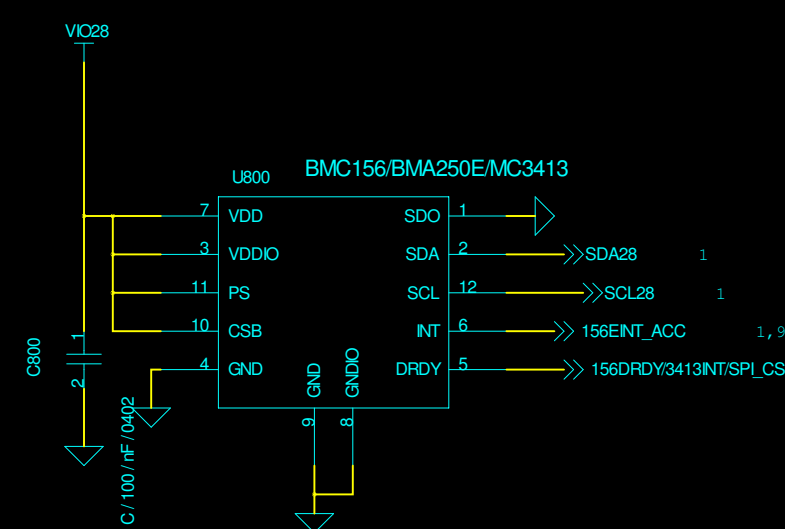 VIO28
BMC156/BMA250E/MC3413
U800
7 VDD SDO 1
3 VDDIO SDA 2 SDA28 1
11 PS SCL 12 SCL28 1
10 CSB INT 6 156EINT_ACC 1,9
4 GND DRDY 5 156DRDY/3413INT/SPI_CS
GND GNDIO
9 8
C800
1
2
C / 100 / nF / 0402